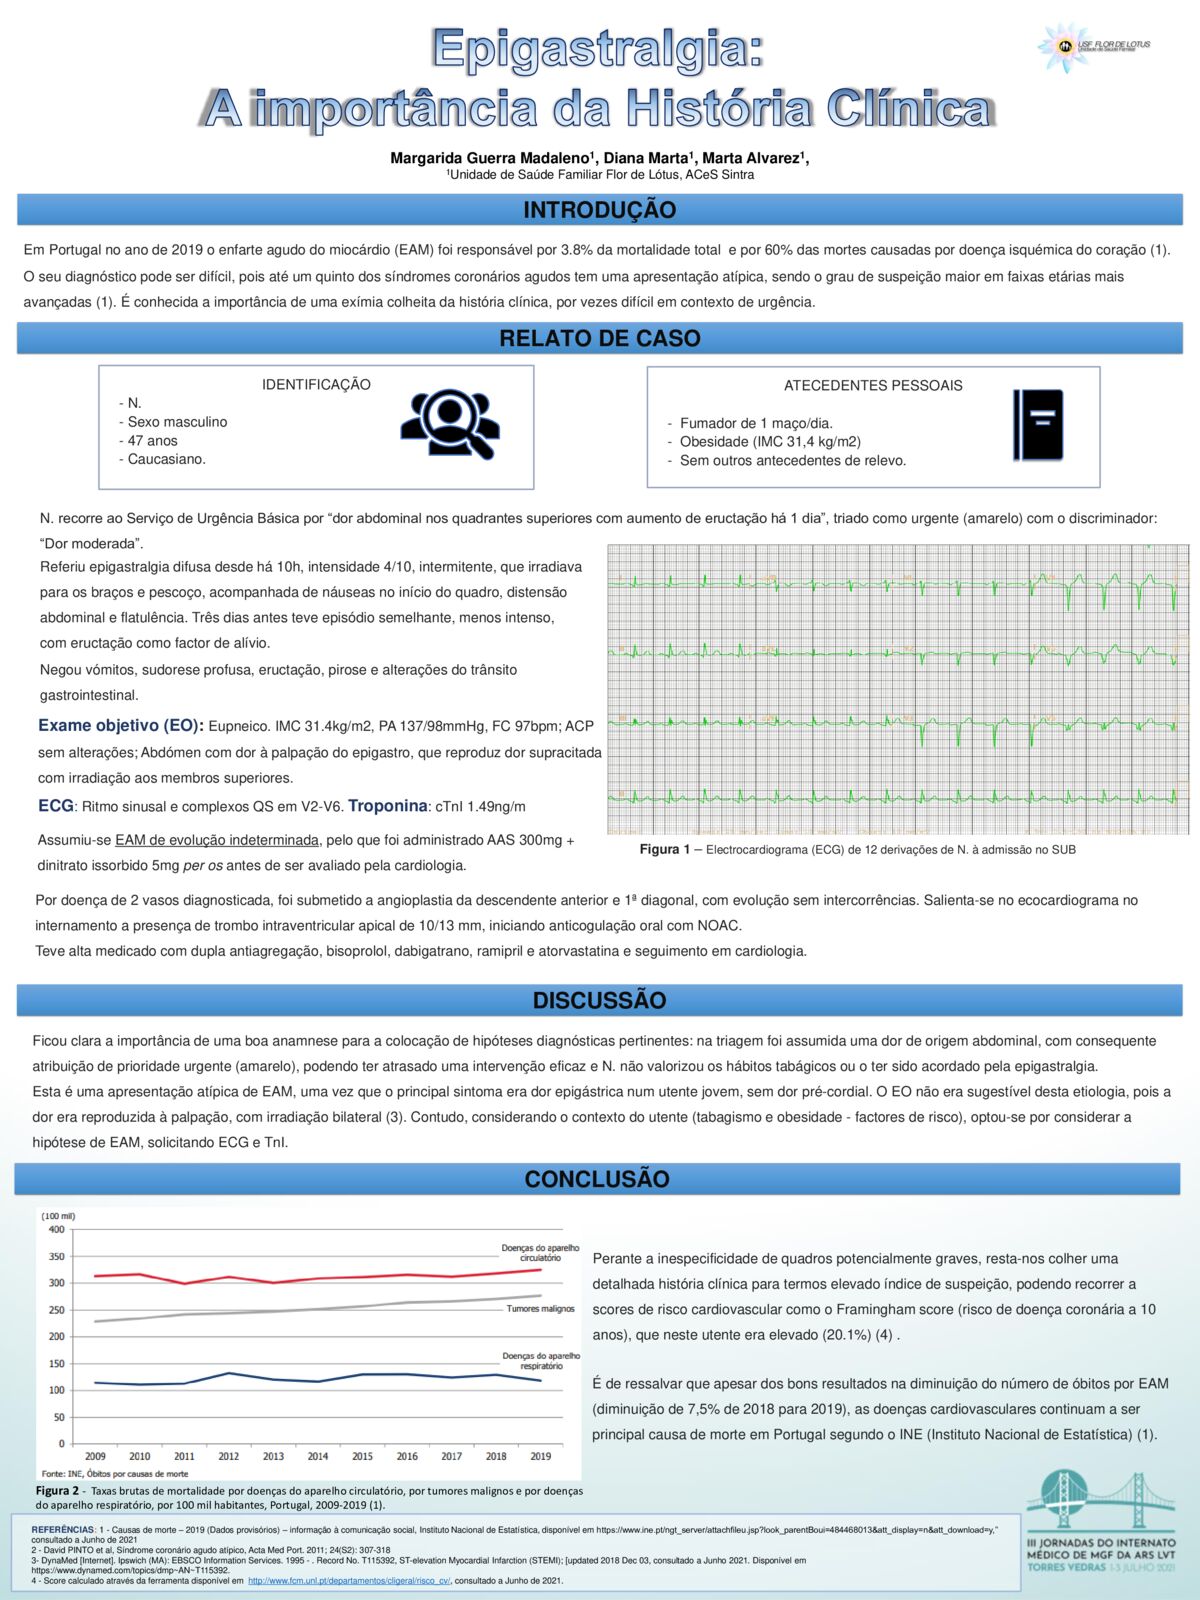 Epigastralgia:
A importância da História Clínica
USF FLOR DE LOTUS
Unidade de Saúde Familiar
Margarida Guerra Madaleno¹, Diana Marta¹, Marta Alvarez¹,
¹Unidade de Saúde Familiar Flor de Lótus, ACeS Sintra
INTRODUÇÃO
Em Portugal no ano de 2019 o enfarte agudo do miocárdio (EAM) foi responsável por 3.8% da mortalidade total e por 60% das mortes causadas por doença isquémica do coração (1).
O seu diagnóstico pode ser difícil, pois até um quinto dos síndromes coronários agudos tem uma apresentação atípica, sendo o grau de suspeição maior em faixas etárias mais
avançadas (1). É conhecida a importância de uma exímia colheita da história clínica, por vezes difícil em contexto de urgência.
RELATO DE CASO
IDENTIFICAÇÃO
- N.
- Sexo masculino
- 47 anos
- Caucasiano.
ATECEDENTES PESSOAIS
- Fumador de 1 maço/dia.
- Obesidade (IMC 31,4 kg/m2)
- Sem outros antecedentes de relevo.
N. recorre ao Serviço de Urgência Básica por “dor abdominal nos quadrantes superiores com aumento de eructação há 1 dia”, triado como urgente (amarelo) com o discriminador:
“Dor moderada”.
Referiu epigastralgia difusa desde há 10h, intensidade 4/10, intermitente, que irradiava
para os braços e pescoço, acompanhada de náuseas no início do quadro, distensão
abdominal e flatulência. Três dias antes teve episódio semelhante, menos intenso,
com eructação como factor de alívio.
Negou vómitos, sudorese profusa, eructação, pirose e alterações do trânsito
gastrointestinal.
Exame objetivo (EO): Eupneico. IMC 31.4kg/m2, PA 137/98mmHg, FC 97bpm; ACP
sem alterações; Abdómen com dor à palpação do epigastro, que reproduz dor supracitada
com irradiação aos membros superiores.
ECG: Ritmo sinusal e complexos QS em V2-V6. Troponina: cTnI 1.49ng/m
Assumiu-se EAM de evolução indeterminada, pelo que foi administrado AAS 300mg +
dinitrato issorbido 5mg per os antes de ser avaliado pela cardiologia.
Figura 1 – Electrocardiograma (ECG) de 12 derivações de N. à admissão no SUB
Por doença de 2 vasos diagnosticada, foi submetido a angioplastia da descendente anterior e 1ª diagonal, com evolução sem intercorrências. Salienta-se no ecocardiograma no
internamento a presença de trombo intraventricular apical de 10/13 mm, iniciando anticogulação oral com NOAC.
Teve alta medicado com dupla antiagregação, bisoprolol, dabigatrano, ramipril e atorvastatina e seguimento em cardiologia.
DISCUSSÃO
Ficou clara a importância de uma boa anamnese para a colocação de hipóteses diagnósticas pertinentes: na triagem foi assumida uma dor de origem abdominal, com consequente
atribuição de prioridade urgente (amarelo), podendo ter atrasado uma intervenção eficaz e N. não valorizou os hábitos tabágicos ou o ter sido acordado pela epigastralgia.
Esta é uma apresentação atípica de EAM, uma vez que o principal sintoma era dor epigástrica num utente jovem, sem dor pré-cordial. O EO não era sugestível desta etiologia, pois a
dor era reproduzida à palpação, com irradiação bilateral (3). Contudo, considerando o contexto do utente (tabagismo e obesidade - factores de risco), optou-se por considerar a
hipótese de EAM, solicitando ECG e TnI.
CONCLUSÃO
(100 mil)
400
350
300
250
200
150
100
50
0
Doenças do aparelho
circulatório
Tumores malignos
Doenças do aparelho
respiratório
2009 2010 2011 2012 2013 2014 2015 2016 2017 2018 2019
Fonte: INE, Óbitos por causas de morte
Figura 2 - Taxas brutas de mortalidade por doenças do aparelho circulatório, por tumores malignos e por doenças
do aparelho respiratório, por 100 mil habitantes, Portugal, 2009-2019 (1).
Perante a inespecificidade de quadros potencialmente graves, resta-nos colher uma
detalhada história clínica para termos elevado índice de suspeição, podendo recorrer a
scores de risco cardiovascular como o Framingham score (risco de doença coronária a 10
anos), que neste utente era elevado (20.1%) (4) .
É de ressalvar que apesar dos bons resultados na diminuição do número de óbitos por EAM
(diminuição de 7,5% de 2018 para 2019), as doenças cardiovasculares continuam a ser
principal causa de morte em Portugal segundo o INE (Instituto Nacional de Estatística) (1).
REFERÊNCIAS: 1 - Causas de morte – 2019 (Dados provisórios) – informação à comunicação social, Instituto Nacional de Estatística, disponível em https://www.ine.pt/ngt_server/attachfileu.jsp?look_parentBoui=484468013&att_display=n&att_download=y,”
consultado a Junho de 2021
2 - David PINTO et al, Síndrome coronário agudo atípico, Acta Med Port. 2011; 24(S2): 307-318
3- DynaMed [Internet]. Ipswich (MA): EBSCO Information Services. 1995 - . Record No. T115392, ST-elevation Myocardial Infarction (STEMI); [updated 2018 Dec 03, consultado a Junho 2021. Disponível em
https://www.dynamed.com/topics/dmp~AN~T115392.
4 - Score calculado através da ferramenta disponível em http://www.fcm.unl.pt/departamentos/cligeral/risco_cv/, consultado a Junho de 2021.
III JORNADAS DO INTERNATO
MÉDICO DE MGF DA ARS LVT
TORRES VEDRAS 1-3 JULHO 2021